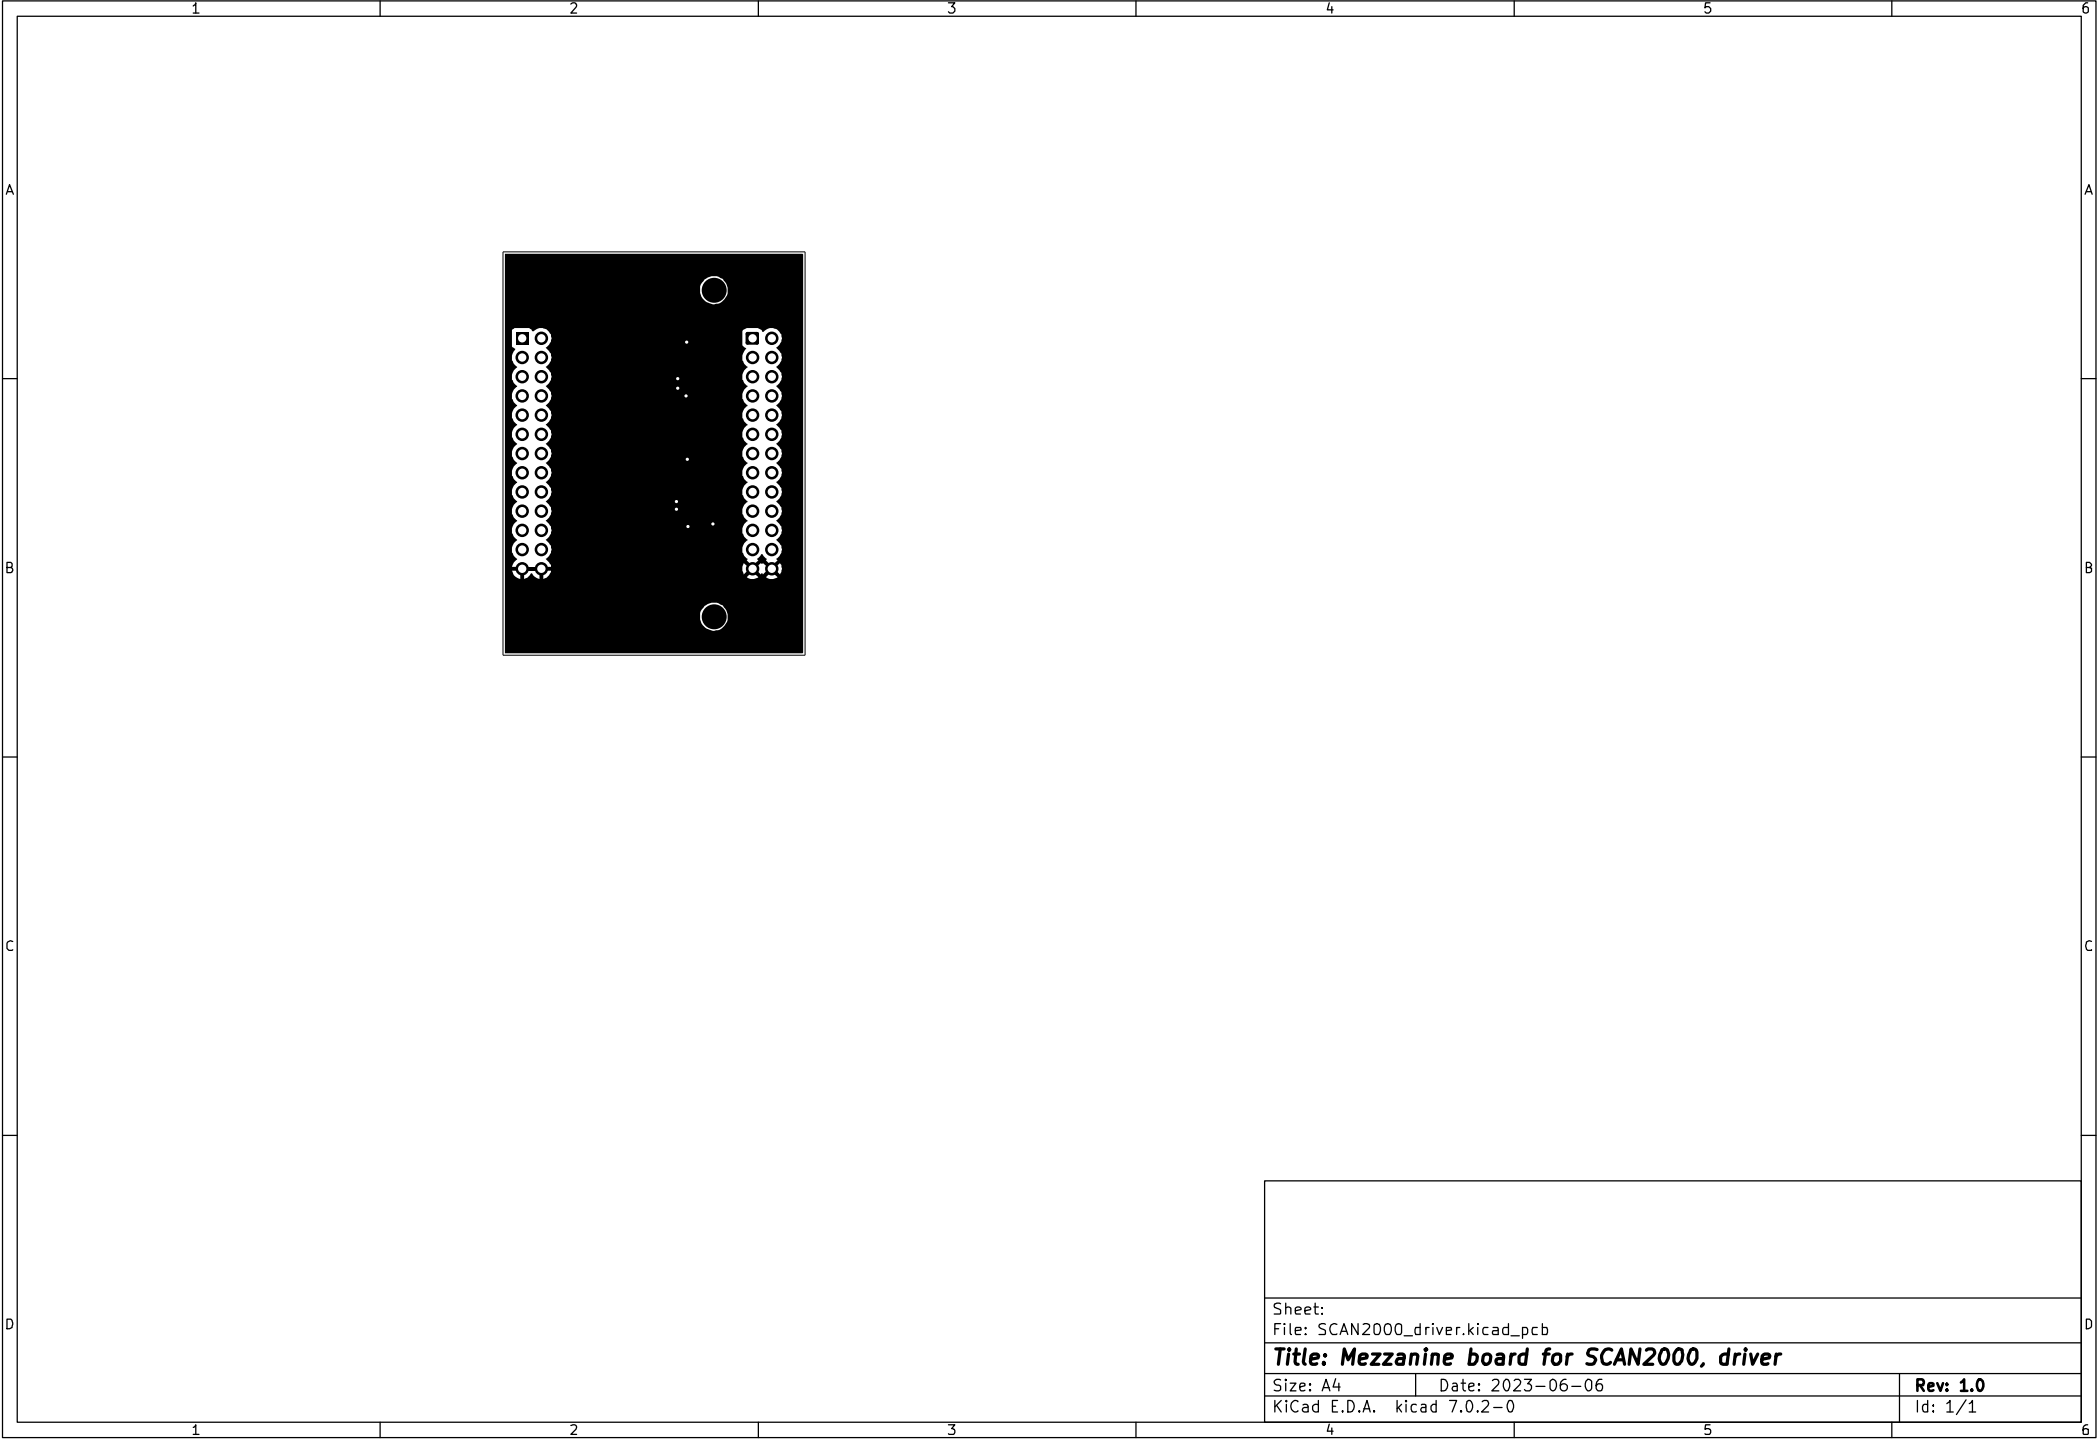 1 2 3 4 5 6
A A
B B
C C
D D
Sheet:
File: SCAN2000_driver.kicad_pcb
Title: Mezzanine board for SCAN2000, driver
Size: A4 Date: 2023-06-06 Rev: 1.0
KiCad E.D.A. kicad 7.0.2-0 Id: 1/1
1 2 3 4 5 6